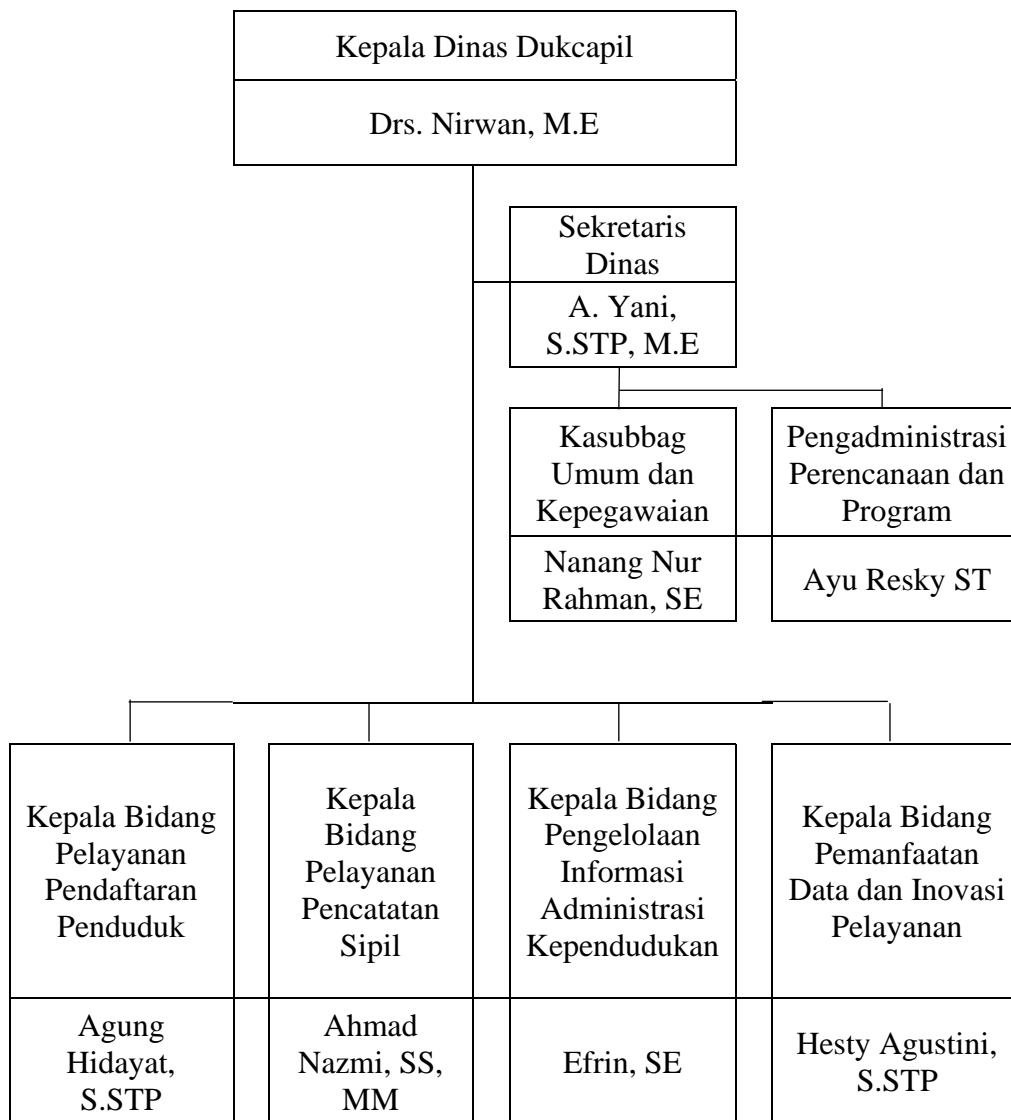 Kepala Dinas Dukcapil
Drs. Nirwan, M.E
Sekretaris
Dinas
A. Yani,
S.STP, M.E
Kasubbag
Umum dan
Kepegawaian
Nanang Nur
Rahman, SE
Pengadministrasi
Perencanaan dan
Program
Ayu Resky ST
Kepala Bidang
Pelayanan
Pendaftaran
Penduduk
Agung
Hidayat,
S.STP
Kepala
Bidang
Pelayanan
Pencatatan
Sipil
Ahmad
Nazmi, SS,
MM
Kepala Bidang
Pengelolaan
Informasi
Administrasi
Kependudukan
Efrin, SE
Kepala Bidang
Pemanfaatan
Data dan Inovasi
Pelayanan
Hesty Agustini,
S.STP